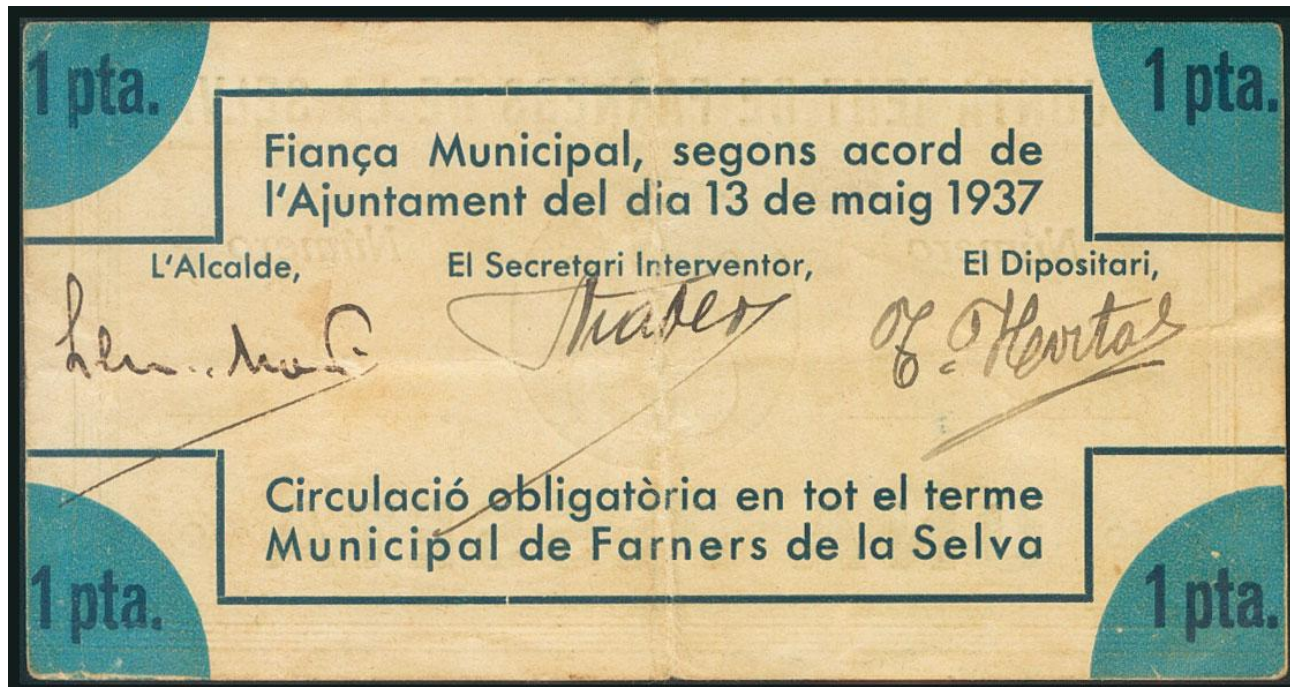 1 pta. 1 pta.
Fiança Municipal, segons acord de
l'Ajuntament del dia 13 de maig 1937
L'Alcalde, El Secretari Interventor, El Dipositari,
Circulació obligatòria en tot el terme
Municipal de Farners de la Selva
1 pta. 1 pta.